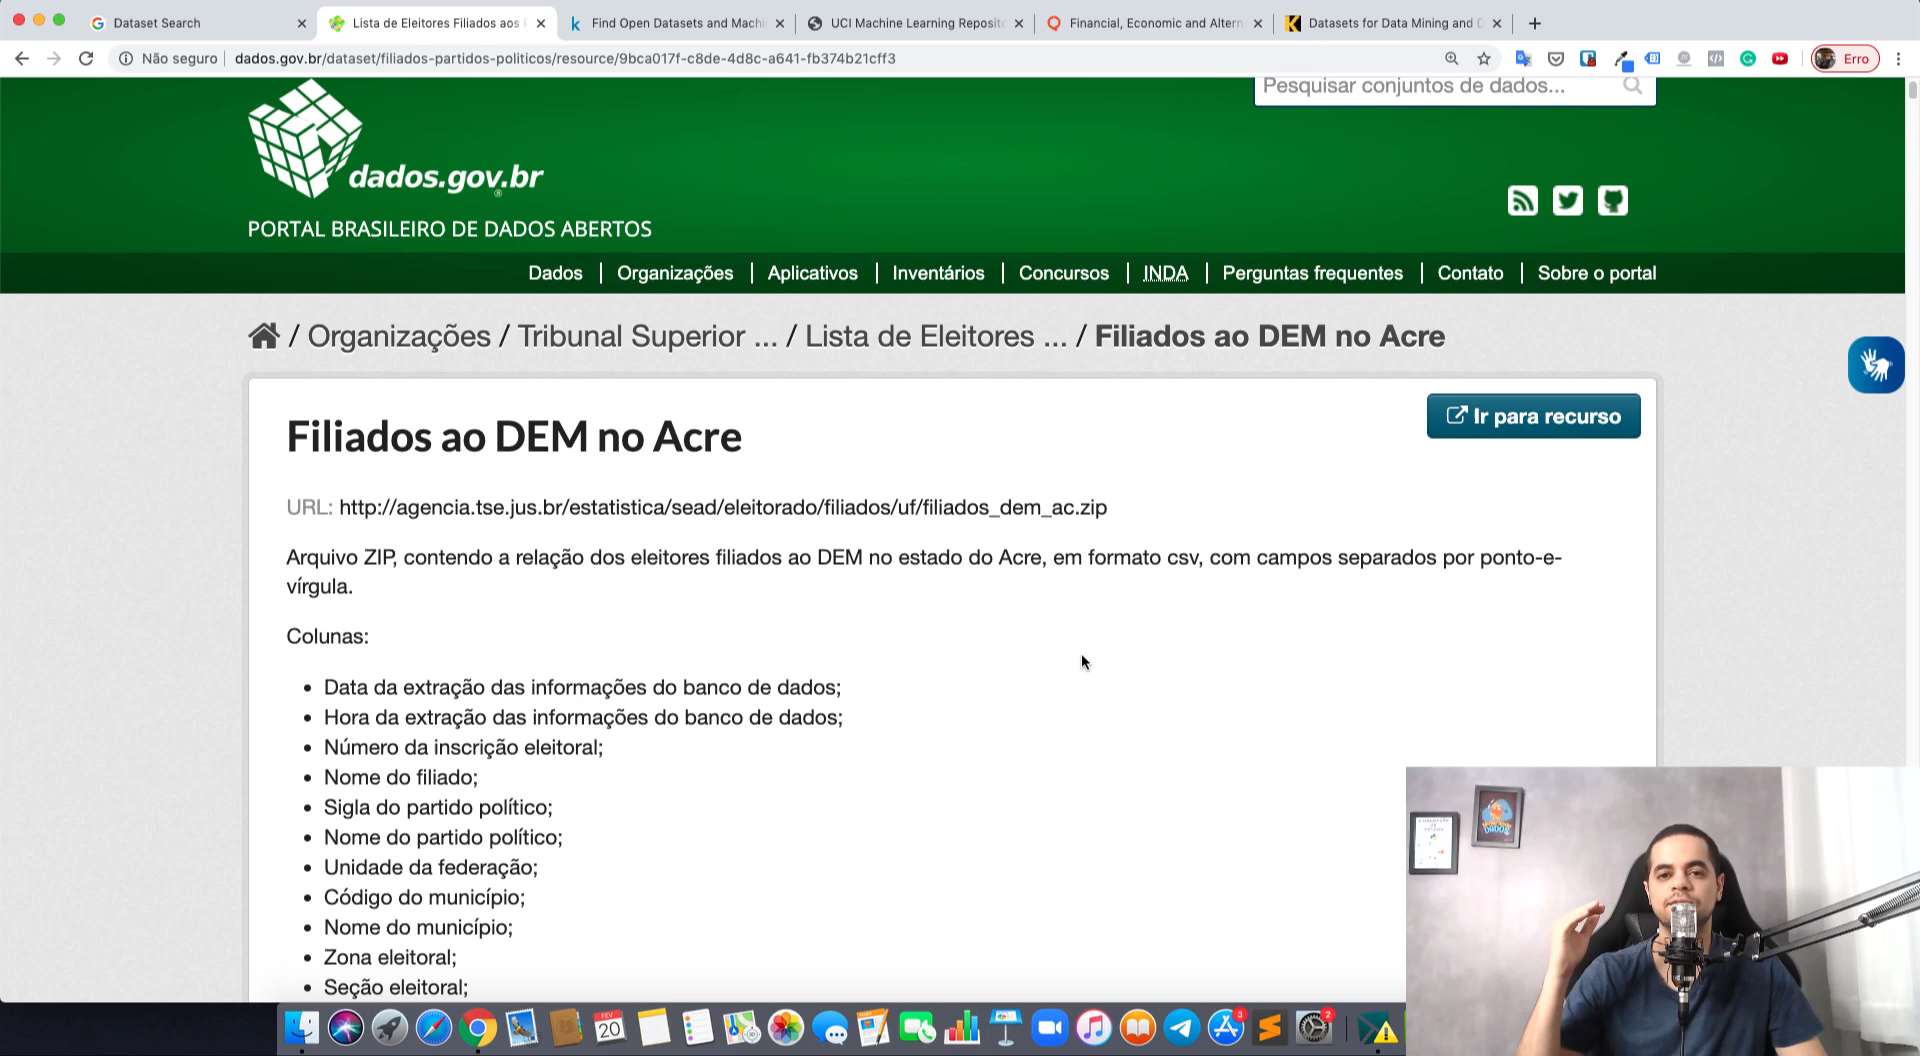 Dataset Search
Lista de Eleitores Filiados aos
Find Open Datasets and Machi
UCI Machine Learning Reposito
Financial, Economic and Altern
Datasets for Data Mining and D
Não seguro
dados.gov.br/dataset/filiados-partidos-politicos/resource/9bca017f-c8de-4d8c-a641-fb374b21cff3
Erro
Pesquisar conjuntos de dados...
dados.gov.br
PORTAL BRASILEIRO DE DADOS ABERTOS
Dados | Organizações | Aplicativos | Inventários | Concursos | INDA | Perguntas frequentes | Contato | Sobre o portal
/ Organizações / Tribunal Superior ... / Lista de Eleitores ... / Filiados ao DEM no Acre
Ir para recurso
Filiados ao DEM no Acre
URL: http://agencia.tse.jus.br/estatistica/sead/eleitorado/filiados/uf/filiados_dem_ac.zip
Arquivo ZIP, contendo a relação dos eleitores filiados ao DEM no estado do Acre, em formato csv, com campos separados por ponto-e-
vírgula.
Colunas:
• Data da extração das informações do banco de dados;
• Hora da extração das informações do banco de dados;
• Número da inscrição eleitoral;
• Nome do filiado;
• Sigla do partido político;
• Nome do partido político;
• Unidade da federação;
• Código do município;
• Nome do município;
• Zona eleitoral;
• Seção eleitoral;
FEV
20
3
2